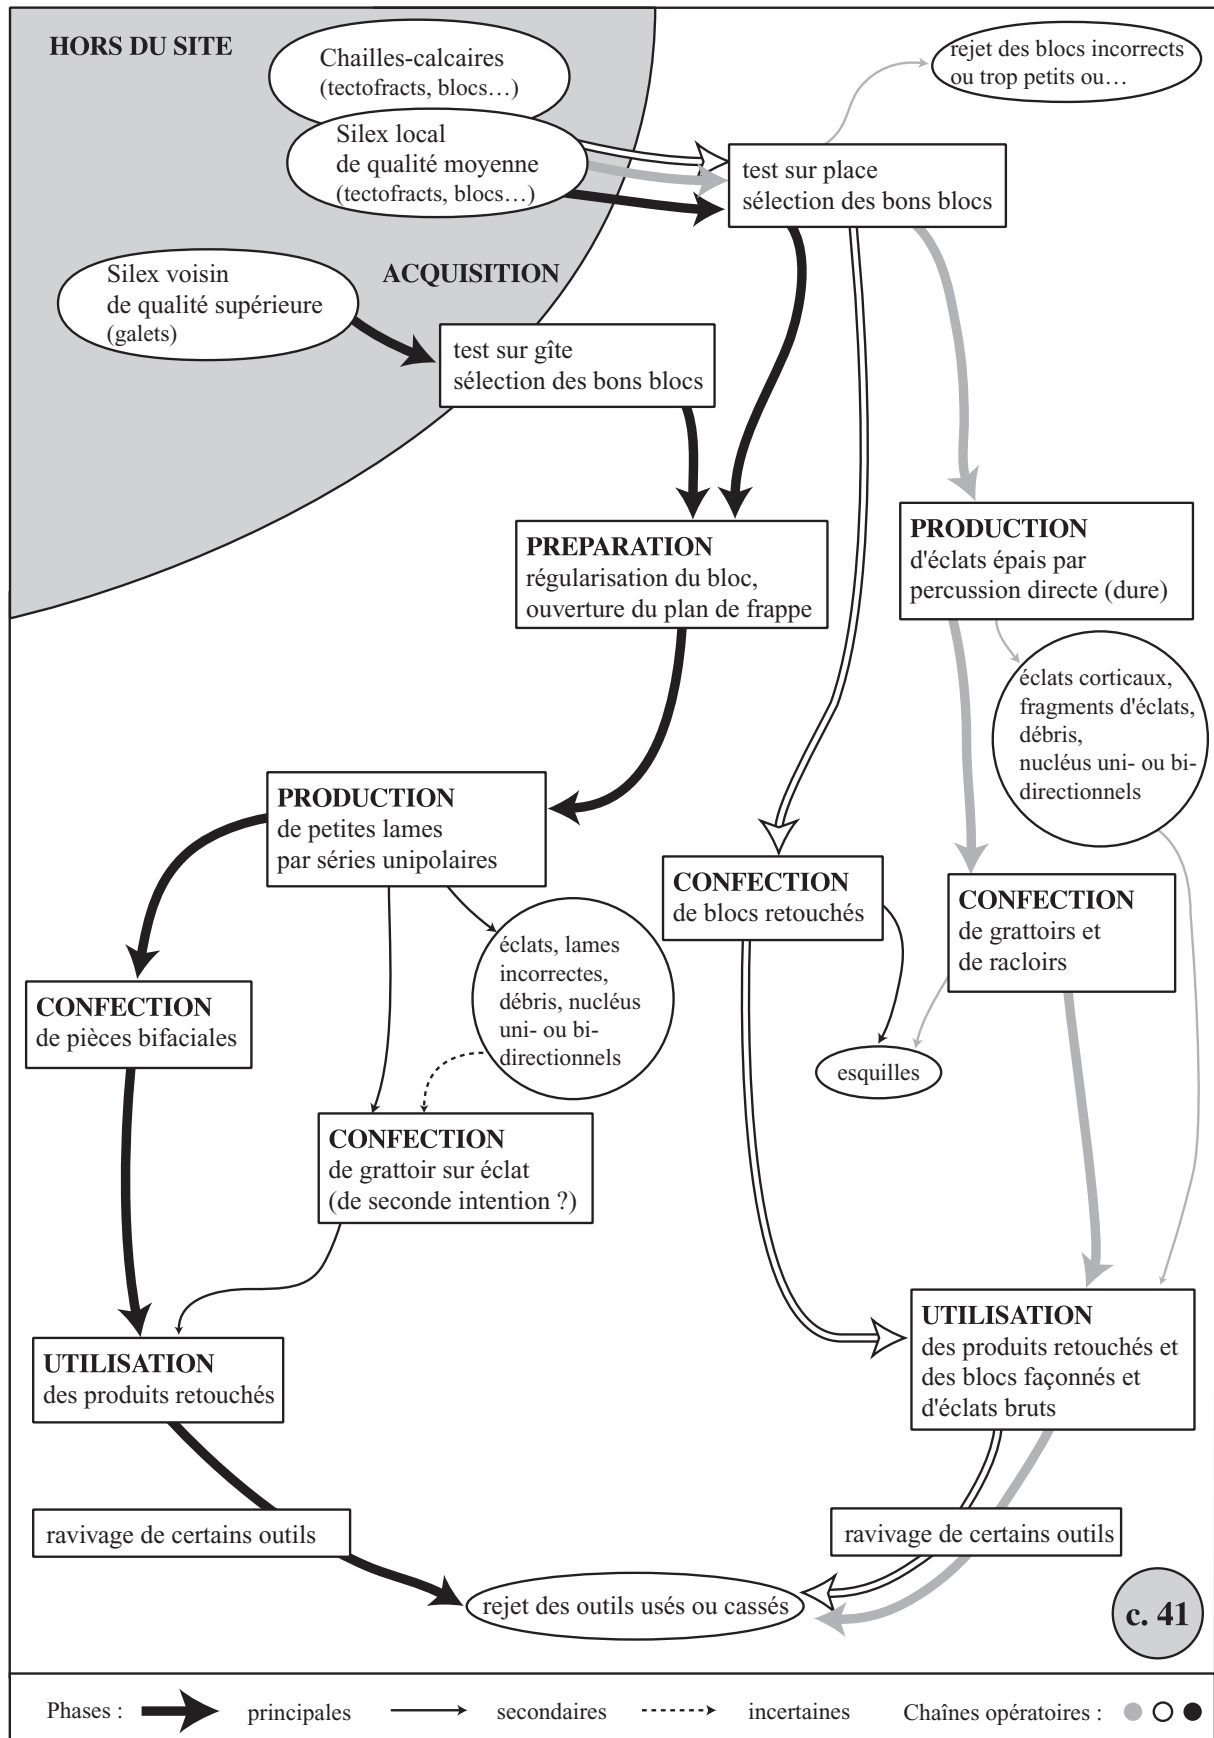 HORS DU SITE
Chailles-calcaires
(tectofracts, blocs…)
rejet des blocs incorrects
ou trop petits ou…
Silex local
de qualité moyenne
(tectofracts, blocs…)
test sur place
sélection des bons blocs
ACQUISITION
Silex voisin
de qualité supérieure
(galets)
test sur gîte
sélection des bons blocs
PREPARATION
régularisation du bloc,
ouverture du plan de frappe
PRODUCTION
d'éclats épais par
percussion directe (dure)
éclats corticaux,
fragments d'éclats,
débris,
nucléus uni- ou bi-
directionnels
PRODUCTION
de petites lames
par séries unipolaires
CONFECTION
de blocs retouchés
CONFECTION
de grattoirs et
de racloirs
éclats, lames
incorrectes,
débris, nucléus
uni- ou bi-
directionnels
CONFECTION
de pièces bifaciales
esquilles
CONFECTION
de grattoir sur éclat
(de seconde intention ?)
UTILISATION
des produits retouchés
UTILISATION
des produits retouchés et
des blocs façonnés et
d'éclats bruts
ravivage de certains outils
ravivage de certains outils
rejet des outils usés ou cassés
c. 41
Phases : principales secondaires incertaines Chaînes opératoires :